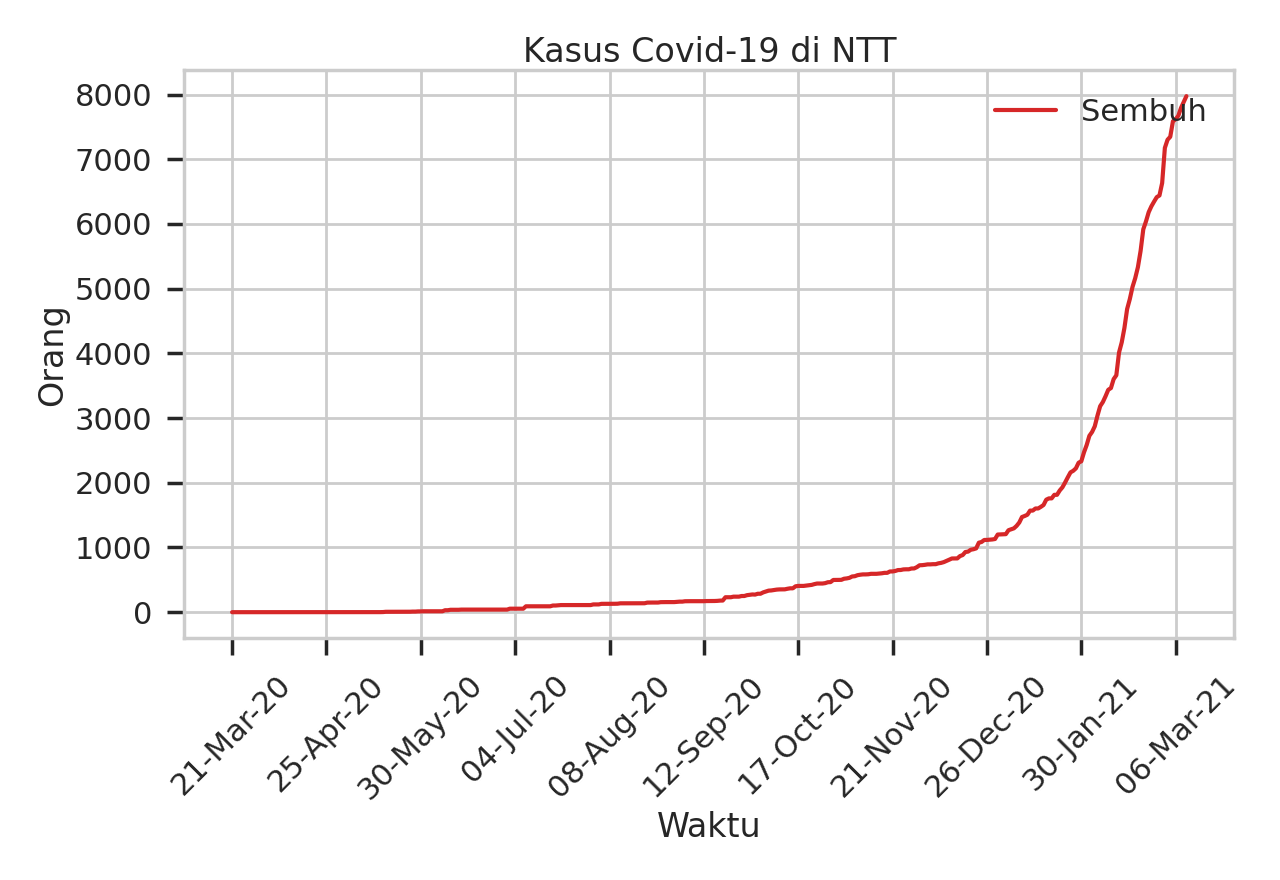 Kasus Covid-19 di NTT
Sembuh
Orang
8000
7000
6000
5000
4000
3000
2000
1000
0
21-Mar-20
25-Apr-20
30-May-20
04-Jul-20
08-Aug-20
12-Sep-20
17-Oct-20
21-Nov-20
26-Dec-20
30-Jan-21
06-Mar-21
Waktu